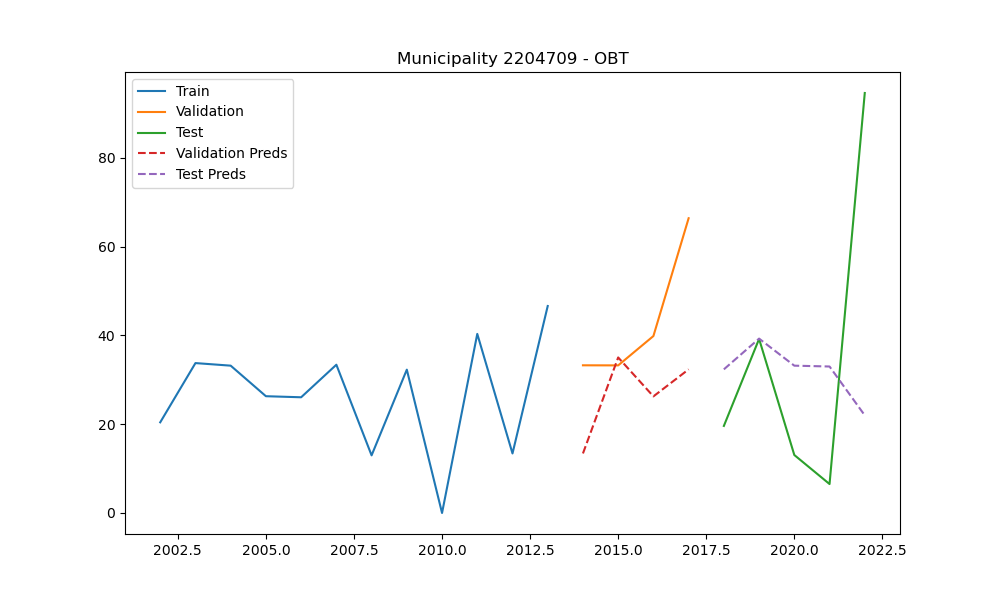 Municipality 2204709 - OBT
Train
Validation
Test
Validation Preds
Test Preds
80
60
40
20
0
2002.5 2005.0 2007.5 2010.0 2012.5 2015.0 2017.5 2020.0 2022.5